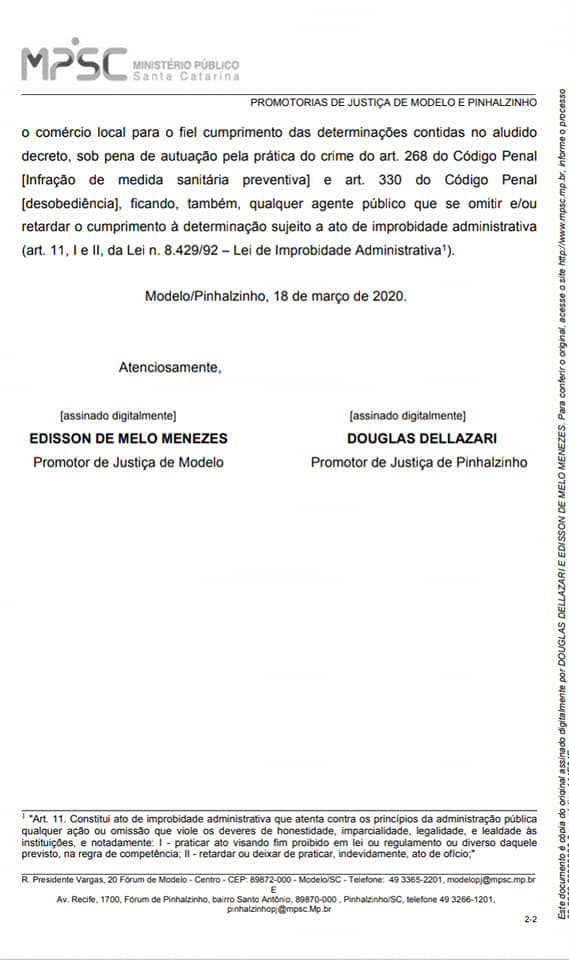 MPSC MINISTÉRIO PÚBLICO
Santa Catarina
PROMOTORIAS DE JUSTIÇA DE MODELO E PINHALZINHO
o comércio local para o fiel cumprimento das determinações contidas no aludido
decreto, sob pena de autuação pela prática do crime do art. 268 do Código Penal
[Infração de medida sanitária preventiva] e art. 330 do Código Penal
[desobediência], ficando, também, qualquer agente público que se omitir e/ou
retardar o cumprimento à determinação sujeito a ato de improbidade administrativa
(art. 11, I e II, da Lei n. 8.429/92 – Lei de Improbidade Administrativa¹).
Modelo/Pinhalzinho, 18 de março de 2020.
Atenciosamente,
[assinado digitalmente] [assinado digitalmente]
EDISSON DE MELO MENEZES DOUGLAS DELLAZARI
Promotor de Justiça de Modelo Promotor de Justiça de Pinhalzinho
¹ "Art. 11. Constitui ato de improbidade administrativa que atenta contra os princípios da administração pública
qualquer ação ou omissão que viole os deveres de honestidade, imparcialidade, legalidade, e lealdade às
instituições, e notadamente: I - praticar ato visando fim proibido em lei ou regulamento ou diverso daquele
previsto, na regra de competência; II - retardar ou deixar de praticar, indevidamente, ato de ofício;"
R. Presidente Vargas, 20 Fórum de Modelo - Centro - CEP: 89872-000 - Modelo/SC - Telefone: 49 3365-2201, modelopj@mpsc.mp.br
E
Av. Recife, 1700, Fórum de Pinhalzinho, bairro Santo Antônio, 89870-000 , Pinhalzinho/SC, telefone 49 3266-1201,
pinhalzinhopj@mpsc.Mp.br
2-2
Este documento é cópia do original assinado digitalmente por DOUGLAS DELLAZARI E EDISSON DE MELO MENEZES. Para conferir o original, acesse o site http://www.mpsc.mp.br, informe o processo